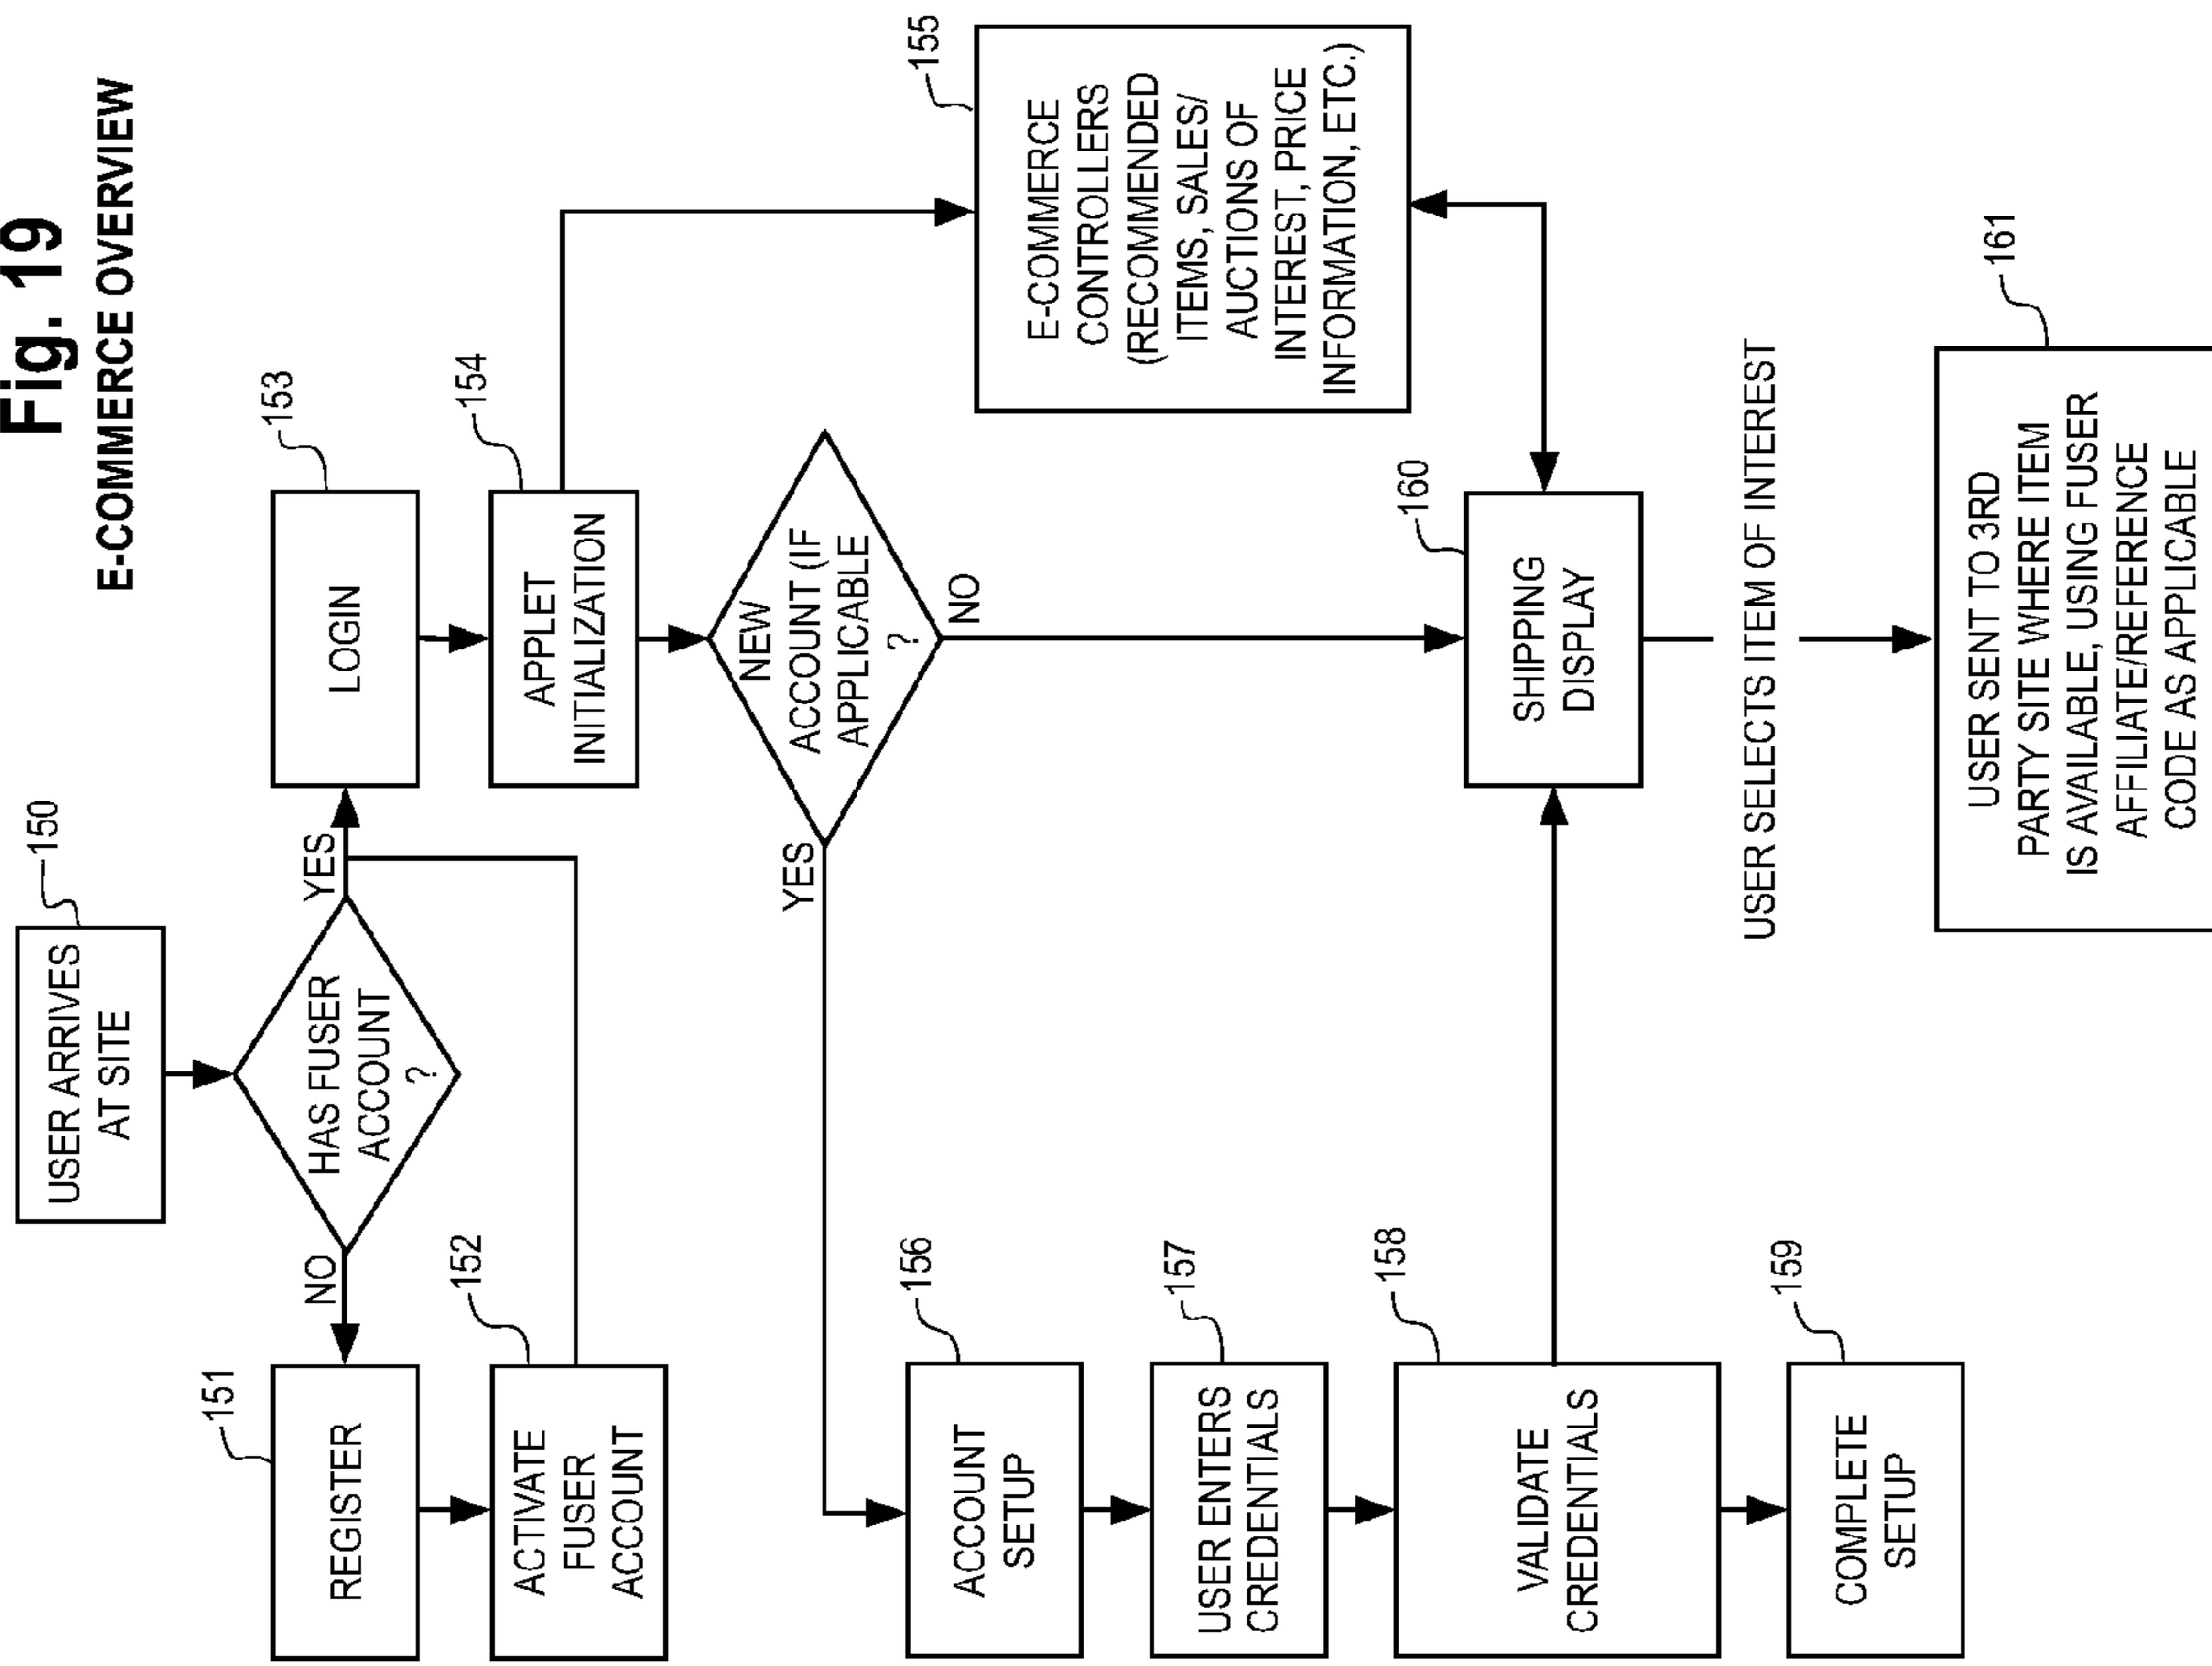 Fig. 19
E-COMMERCE OVERVIEW
150
USER ARRIVES
AT SITE
HAS FUSER
ACCOUNT
?
NO
YES
151
REGISTER
152
ACTIVATE
FUSER
ACCOUNT
153
LOGIN
154
APPLET
INITIALIZATION
NEW
ACCOUNT (IF
APPLICABLE
?
YES
NO
155
E-COMMERCE
CONTROLLERS
(RECOMMENDED
ITEMS, SALES/
AUCTIONS OF
INTEREST, PRICE
INFORMATION, ETC.)
156
ACCOUNT
SETUP
157
USER ENTERS
CREDENTIALS
158
VALIDATE
CREDENTIALS
159
COMPLETE
SETUP
160
SHIPPING
DISPLAY
USER SELECTS ITEM OF INTEREST
161
USER SENT TO 3RD
PARTY SITE WHERE ITEM
IS AVAILABLE, USING FUSER
AFFILIATE/REFERENCE
CODE AS APPLICABLE